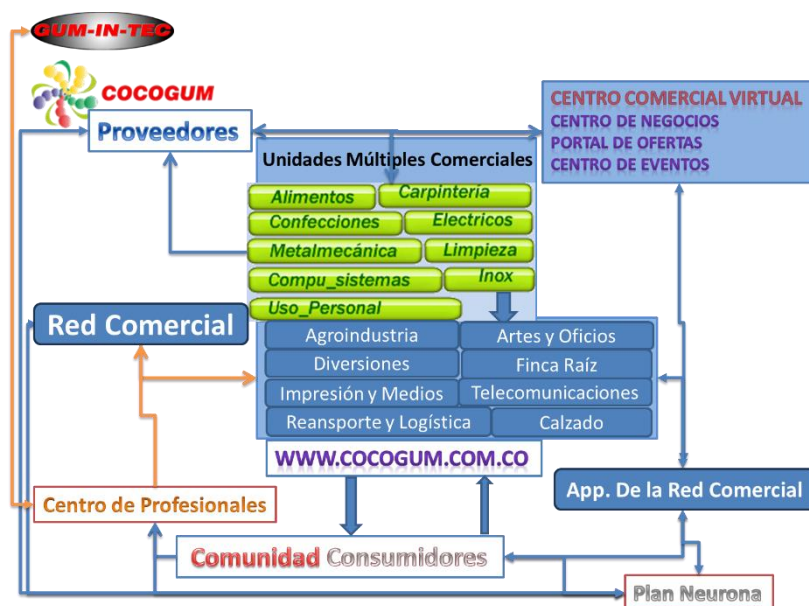 GUM-IN-TEC
COCOGUM
Proveedores
CENTRO COMERCIAL VIRTUAL
CENTRO DE NEGOCIOS
PORTAL DE OFERTAS
CENTRO DE EVENTOS
Unidades Múltiples Comerciales
Alimentos
Carpintería
Confecciones
Electricos
Metalmecánica
Limpieza
Compu_sistemas
Inox
Uso_Personal
Red Comercial
Agroindustria
Artes y Oficios
Diversiones
Finca Raíz
Impresión y Medios
Telecomunicaciones
Reansporte y Logística
Calzado
WWW.COCOGUM.COM.CO
App. De la Red Comercial
Centro de Profesionales
Comunidad Consumidores
Plan Neurona